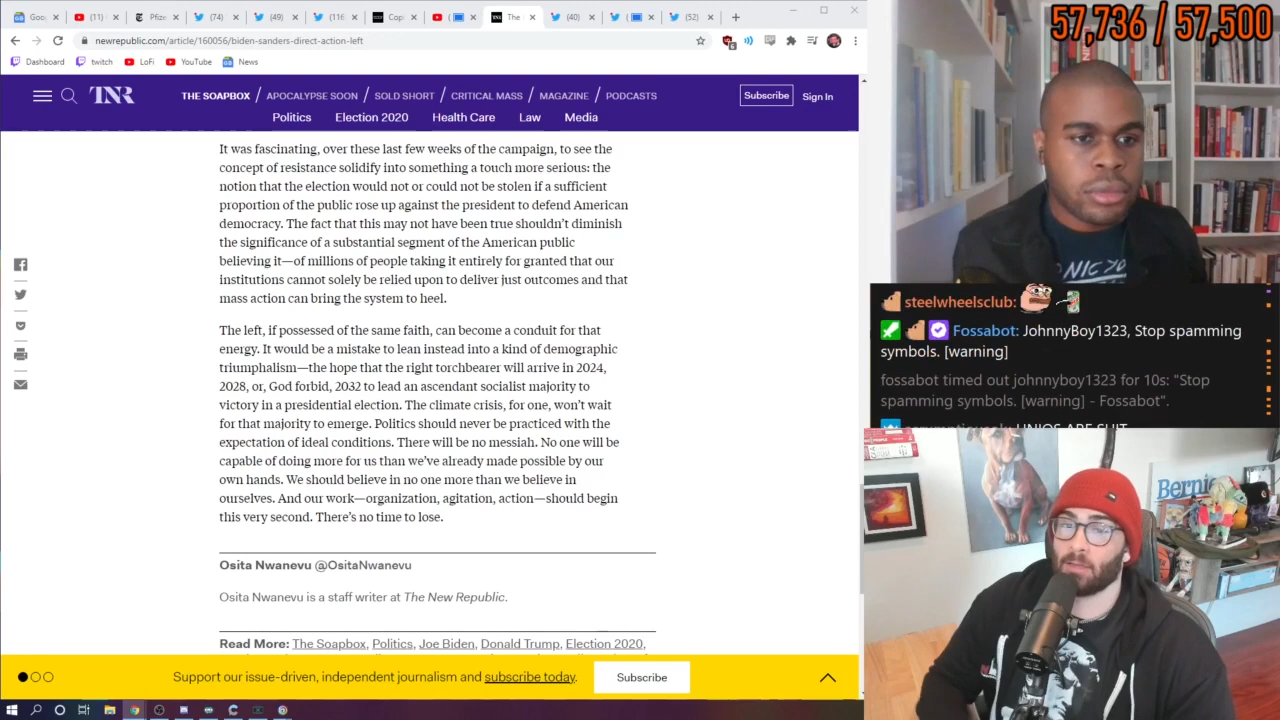 Goo
(11)
Pfize
(74)
(49)
(116
Cop
The
(40)
(52)
newrepublic.com/article/160056/biden-sanders-direct-action-left
6
Dashboard
twitch
LoFi
YouTube
News
57,736 / 57,500
TNR
THE SOAPBOX / APOCALYPSE SOON / SOLD SHORT / CRITICAL MASS / MAGAZINE / PODCASTS
Subscribe
Sign In
Politics
Election 2020
Health Care
Law
Media
It was fascinating, over these last few weeks of the campaign, to see the
concept of resistance solidify into something a touch more serious: the
notion that the election would not or could not be stolen if a sufficient
proportion of the public rose up against the president to defend American
democracy. The fact that this may not have been true shouldn’t diminish
the significance of a substantial segment of the American public
believing it—of millions of people taking it entirely for granted that our
institutions cannot solely be relied upon to deliver just outcomes and that
mass action can bring the system to heel.
The left, if possessed of the same faith, can become a conduit for that
energy. It would be a mistake to lean instead into a kind of demographic
triumphalism—the hope that the right torchbearer will arrive in 2024,
2028, or, God forbid, 2032 to lead an ascendant socialist majority to
victory in a presidential election. The climate crisis, for one, won’t wait
for that majority to emerge. Politics should never be practiced with the
expectation of ideal conditions. There will be no messiah. No one will be
capable of doing more for us than we’ve already made possible by our
own hands. We should believe in no one more than we believe in
ourselves. And our work—organization, agitation, action—should begin
this very second. There’s no time to lose.
Osita Nwanevu @OsitaNwanevu
Osita Nwanevu is a staff writer at The New Republic.
Read More: The Soapbox, Politics, Joe Biden, Donald Trump, Election 2020,
Support our issue-driven, independent journalism and subscribe today.
Subscribe
steelwheelsclub:
Fossabot: JohnnyBoy1323, Stop spamming
symbols. [warning]
fossabot timed out johnnyboy1323 for 10s: "Stop
spamming symbols. [warning] - Fossabot".
Bernie